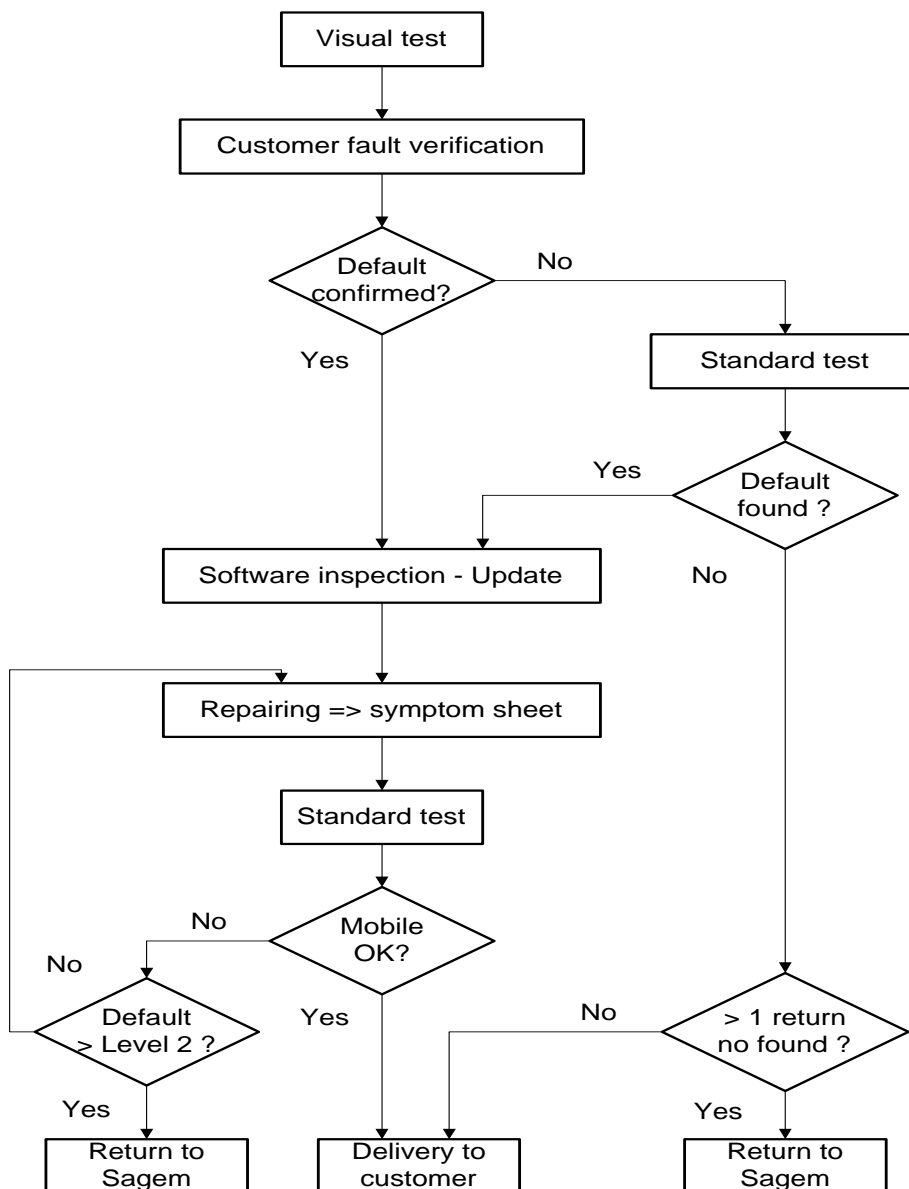 Visual test
Customer fault verification
Default
confirmed?
No
Yes
Standard test
Yes
Default
found ?
Software inspection - Update
No
Repairing => symptom sheet
Standard test
No
Mobile
OK?
No
Yes
No
Default
> Level 2 ?
> 1 return
no found ?
Yes
Yes
Return to
Sagem
Delivery to
customer
Return to
Sagem